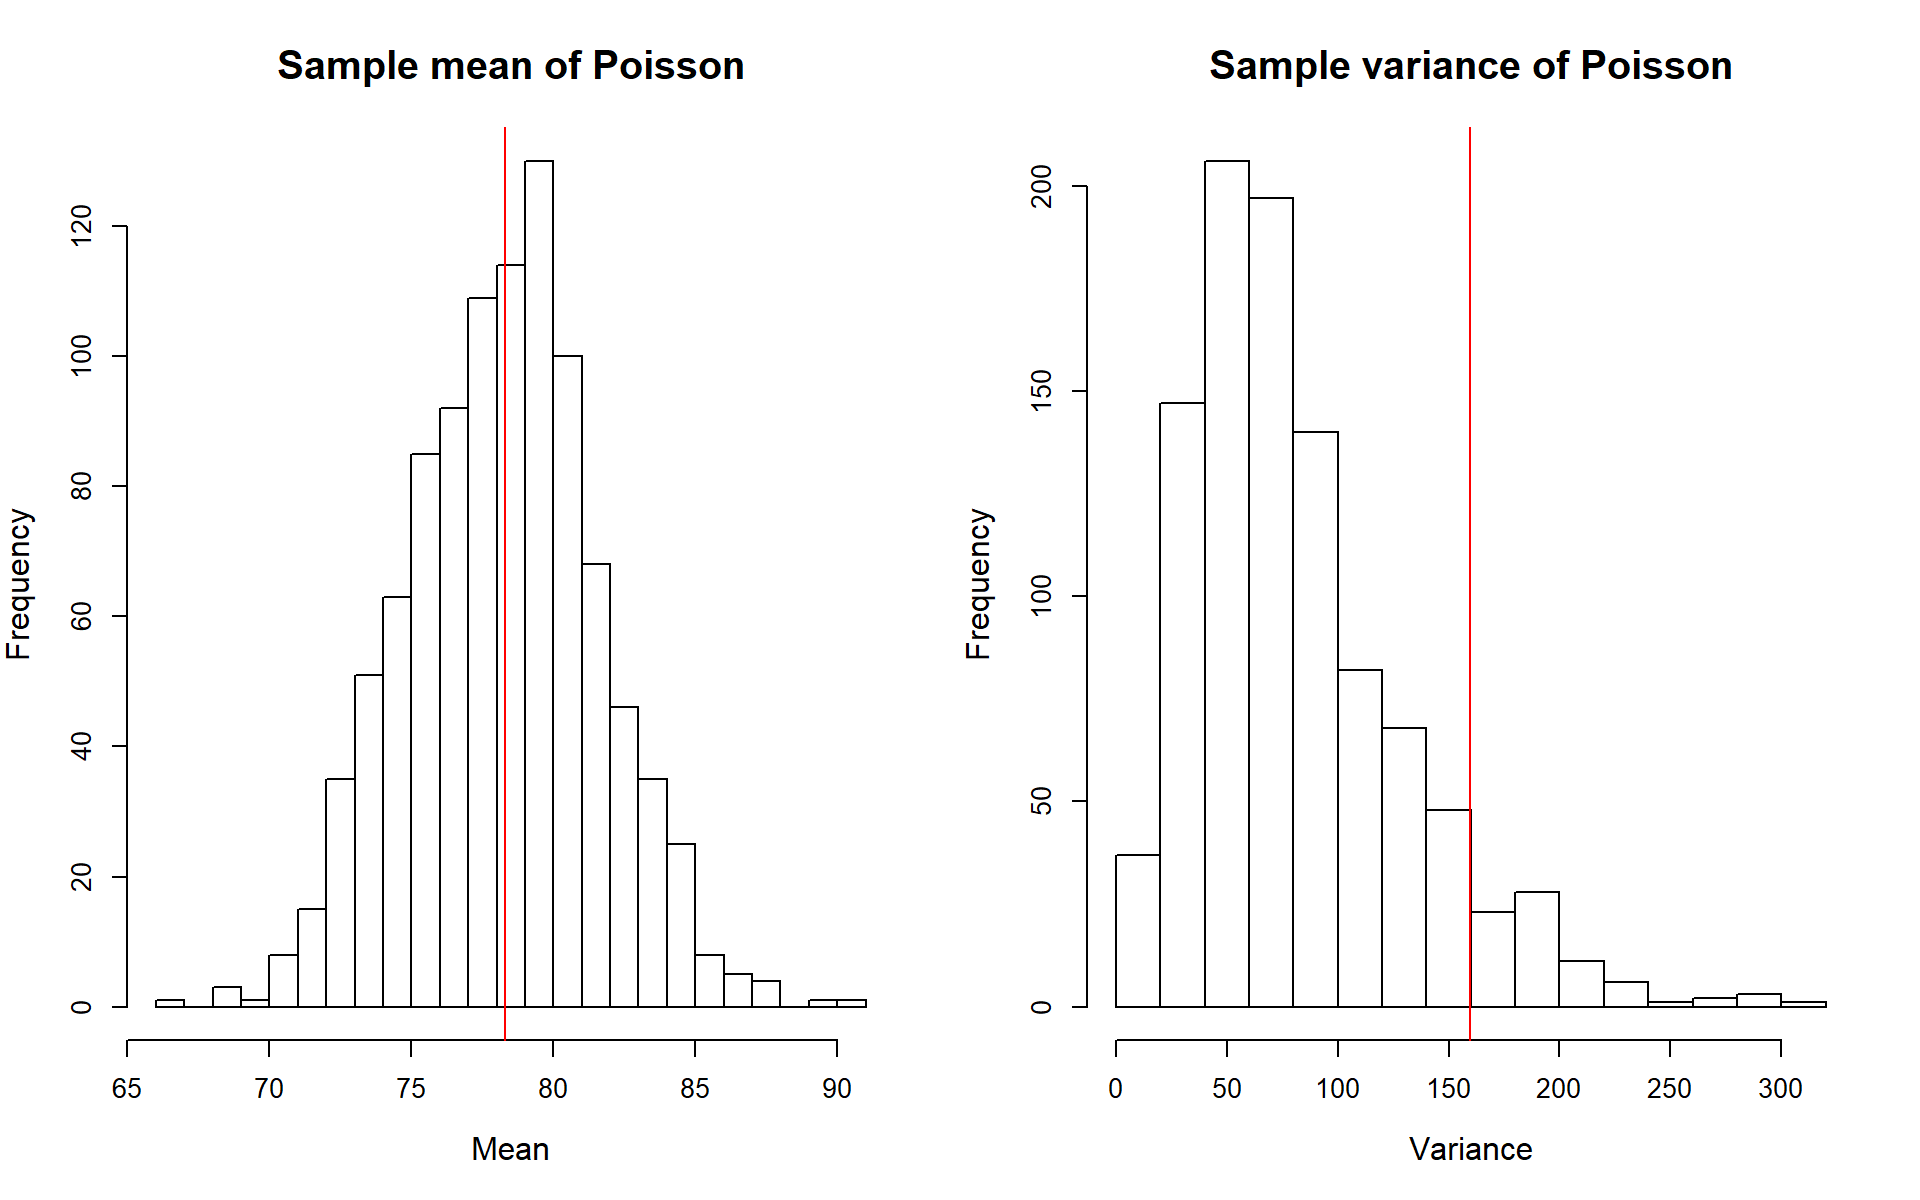 Sample mean of Poisson
Frequency
0 20 40 60 80 100 120
65 70 75 80 85 90
Mean
Sample variance of Poisson
Frequency
0 50 100 150 200
0 50 100 150 200 250 300
Variance